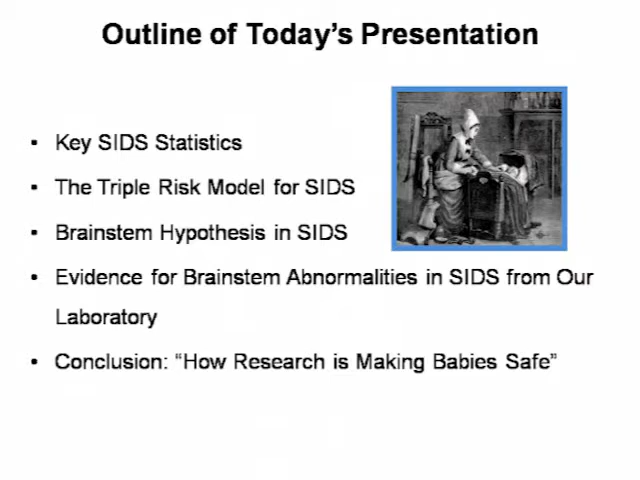 Outline of Today's Presentation
• Key SIDS Statistics
• The Triple Risk Model for SIDS
• Brainstem Hypothesis in SIDS
• Evidence for Brainstem Abnormalities in SIDS from Our
Laboratory
• Conclusion: “How Research is Making Babies Safe”